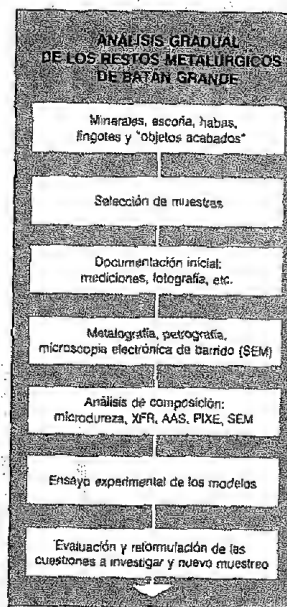 ANÁLISIS GRADUAL
DE LOS RESTOS METALÚRGICOS
DE BATÁN GRANDE
Minerales, escoria, habas,
lingotes y "objetos acabados"
Selección de muestras
Documentación inicial:
mediciones, fotografía, etc.
Metalografía, petrografía,
microscopia electrónica de barrido (SEM)
Análisis de composición:
microdureza, XFR, AAS, PIXE, SEM
Ensayo experimental de los modelos
Evaluación y reformulación de las
cuestiones a investigar y nuevo muestreo